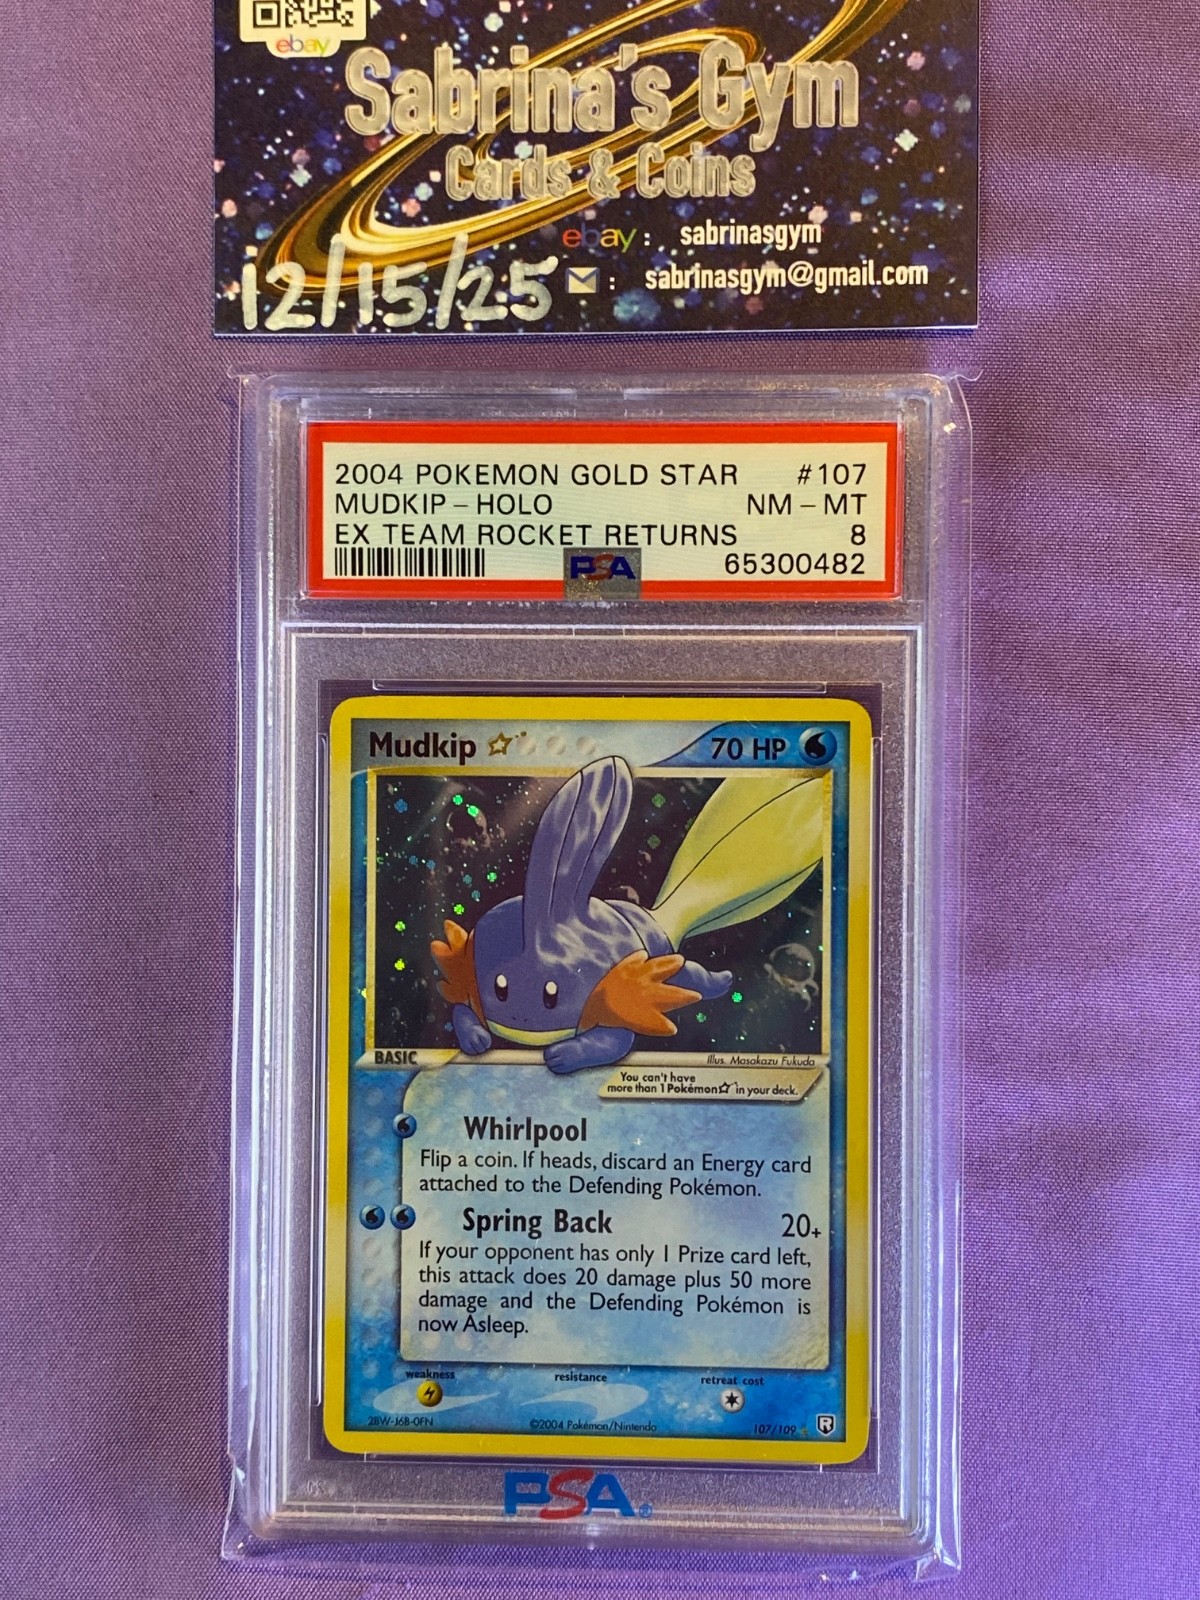 ebay
Sabrina's Gym
Cards & Coins
ebay : sabrinasgym
12/15/25
: sabrinasgym@gmail.com
2004 POKEMON GOLD STAR #107
MUDKIP - HOLO NM - MT
EX TEAM ROCKET RETURNS 8
PSA 65300482
Mudkip ☆ 70 HP
BASIC
Illus. Masakazu Fukuda
You can't have
more than 1 Pokémon☆ in your deck.
Whirlpool
Flip a coin. If heads, discard an Energy card
attached to the Defending Pokémon.
Spring Back 20+
If your opponent has only 1 Prize card left,
this attack does 20 damage plus 50 more
damage and the Defending Pokémon is
now Asleep.
weakness resistance retreat cost
2BW-J6B-0FN ©2004 Pokémon/Nintendo 107/109 R
PSA®